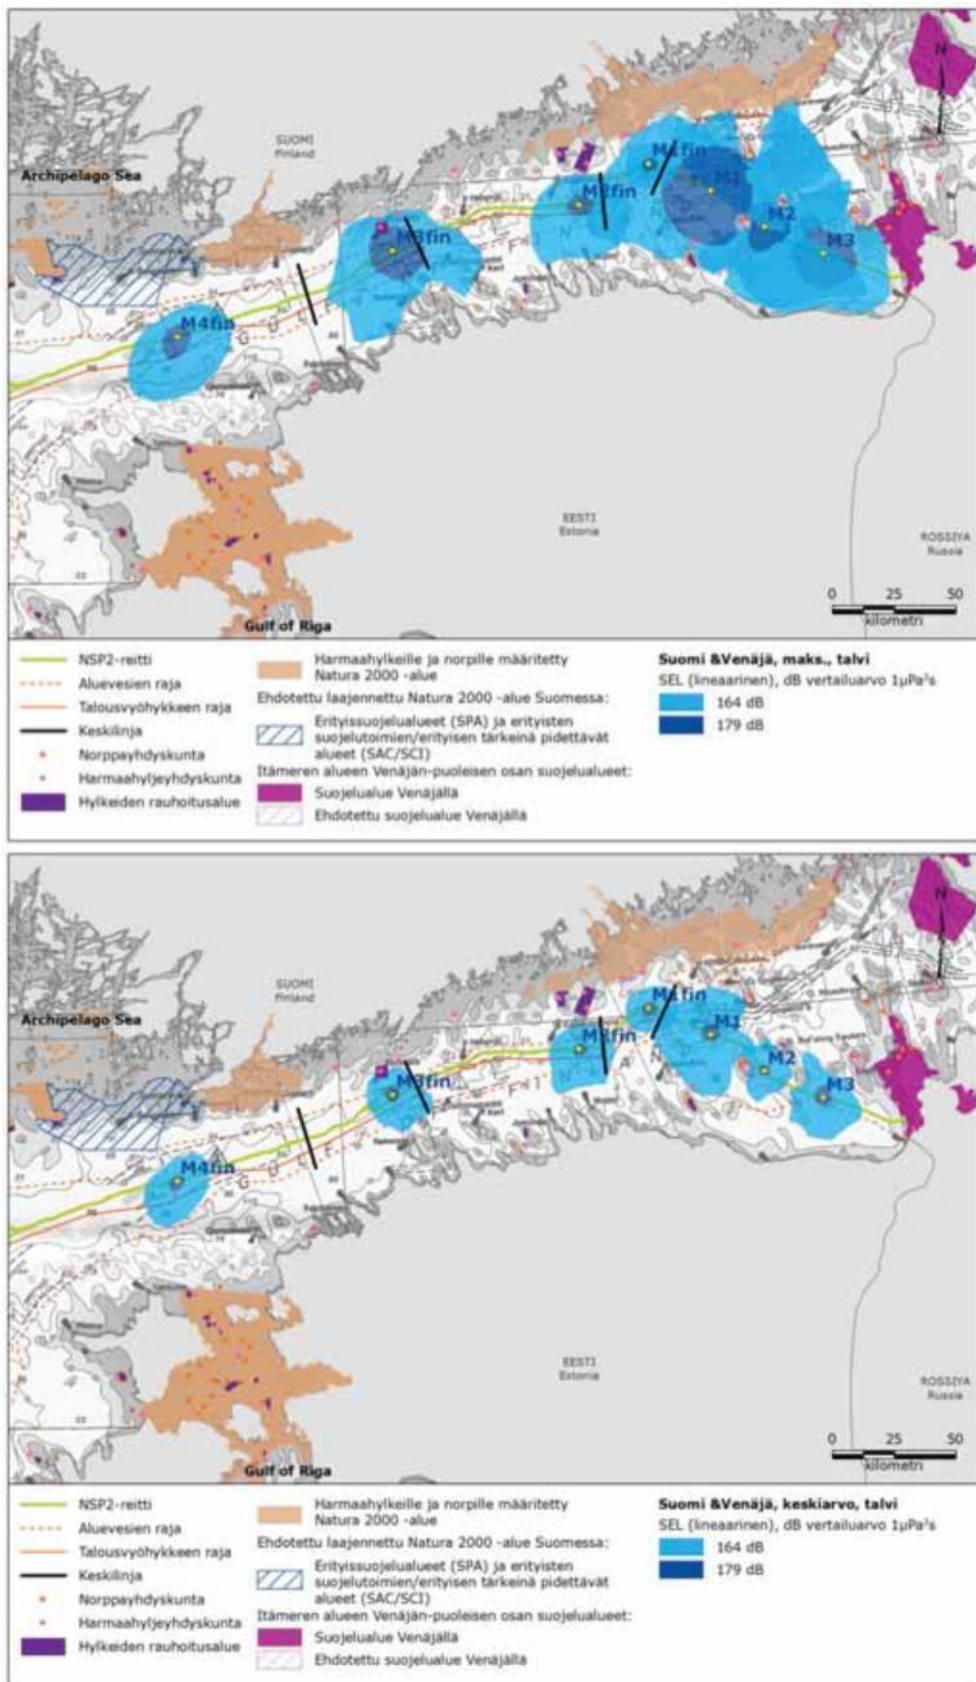 SUOMI
Finland
Archipelago Sea
M1fin
M1
M2fin
M2
M3fin
M3
M4fin
EESTI
Estonia
ROSSIYA
Russia
Gulf of Riga
N
0 25 50
kilometri
NSP2-reitti
Aluevesien raja
Talousvyöhykkeen raja
Keskilinja
Norppayhdyskunta
Harmaahyljeyhdyskunta
Hylkeiden rauhoitusalue
Harmaahylkeille ja norpille määritetty
Natura 2000 -alue
Ehdotettu laajennettu Natura 2000 -alue Suomessa:
Erityissuojelualueet (SPA) ja erityisten
suojelutoimien/erityisen tärkeinä pidettävät
alueet (SAC/SCI)
Itämeren alueen Venäjän-puoleisen osan suojelualueet:
Suojelualue Venäjällä
Ehdotettu suojelualue Venäjällä
Suomi &Venäjä, maks., talvi
SEL (lineaarinen), dB vertailuarvo 1µPa²s
164 dB
179 dB
SUOMI
Finland
Archipelago Sea
M1fin
M1
M2fin
M2
M3fin
M3
M4fin
EESTI
Estonia
ROSSIYA
Russia
Gulf of Riga
N
0 25 50
kilometri
NSP2-reitti
Aluevesien raja
Talousvyöhykkeen raja
Keskilinja
Norppayhdyskunta
Harmaahyljeyhdyskunta
Hylkeiden rauhoitusalue
Harmaahylkeille ja norpille määritetty
Natura 2000 -alue
Ehdotettu laajennettu Natura 2000 -alue Suomessa:
Erityissuojelualueet (SPA) ja erityisten
suojelutoimien/erityisen tärkeinä pidettävät
alueet (SAC/SCI)
Itämeren alueen Venäjän-puoleisen osan suojelualueet:
Suojelualue Venäjällä
Ehdotettu suojelualue Venäjällä
Suomi &Venäjä, keskiarvo, talvi
SEL (lineaarinen), dB vertailuarvo 1µPa²s
164 dB
179 dB